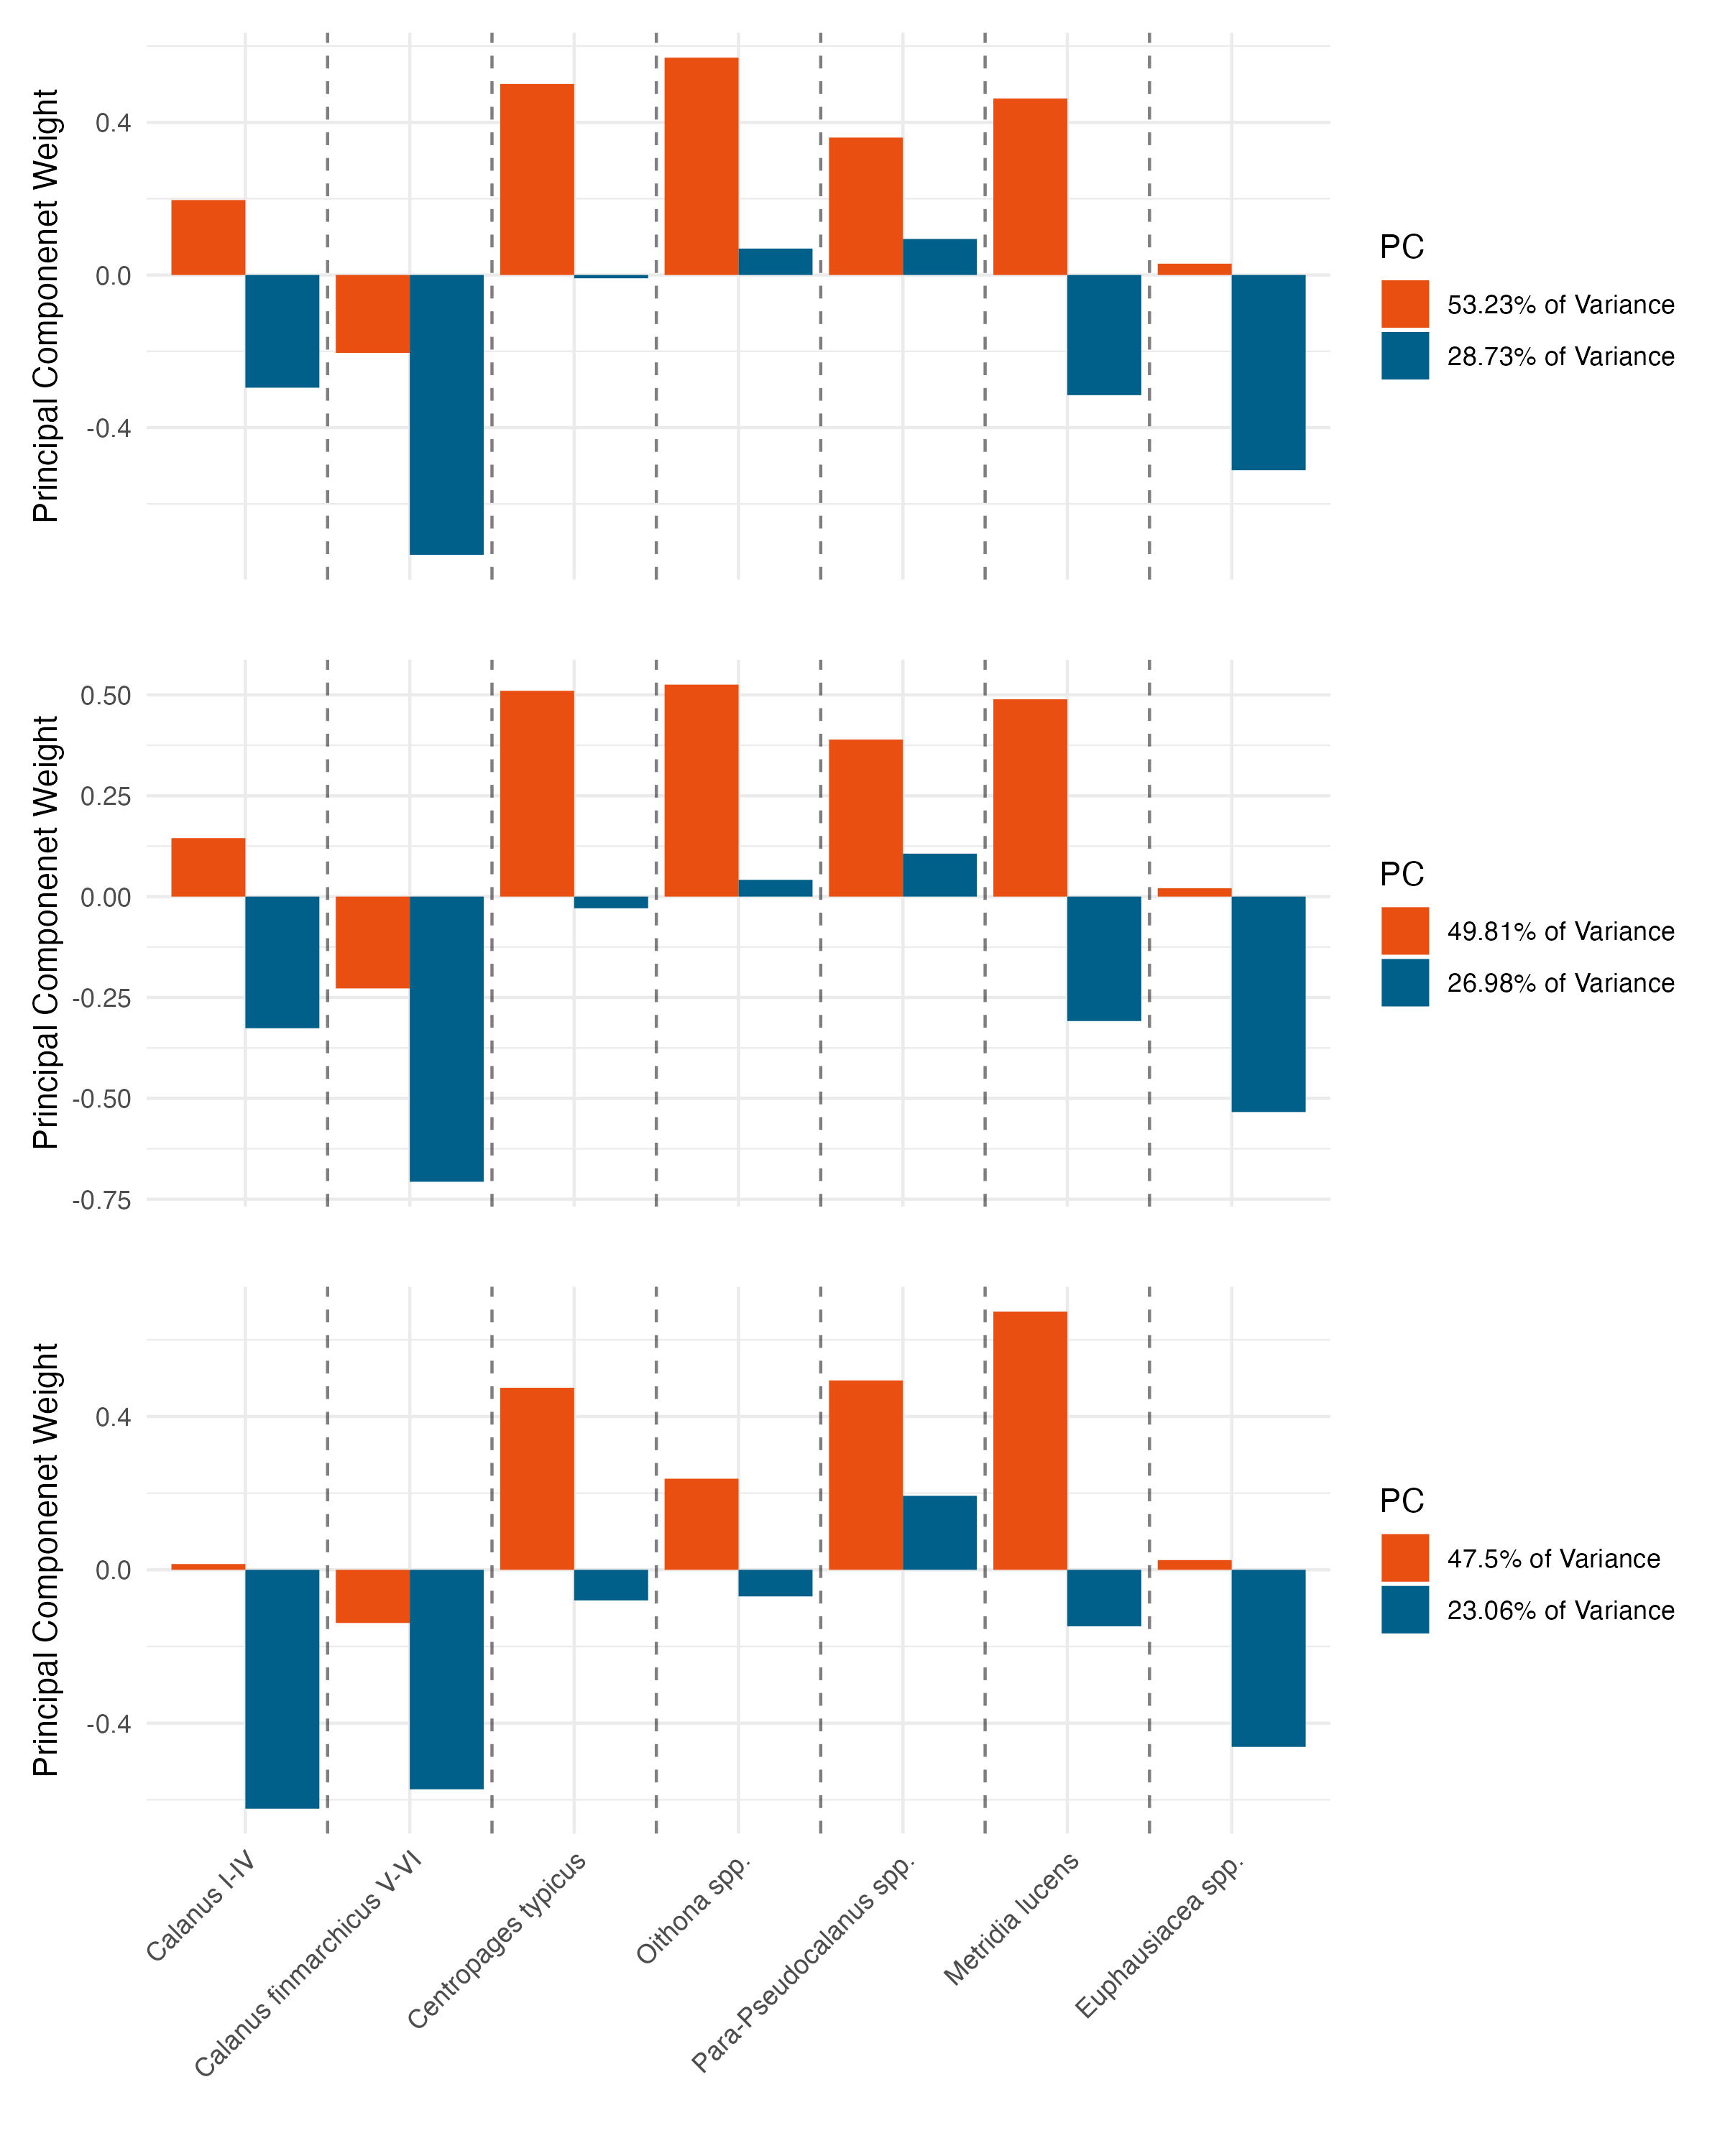 Principal Componenet Weight
0.4
0.0
-0.4
PC
53.23% of Variance
28.73% of Variance
Principal Componenet Weight
0.50
0.25
0.00
-0.25
-0.50
-0.75
PC
49.81% of Variance
26.98% of Variance
Principal Componenet Weight
0.4
0.0
-0.4
PC
47.5% of Variance
23.06% of Variance
Calanus I-IV
Calanus finmarchicus V-VI
Centropages typicus
Oithona spp.
Para-Pseudocalanus spp.
Metridia lucens
Euphausiacea spp.